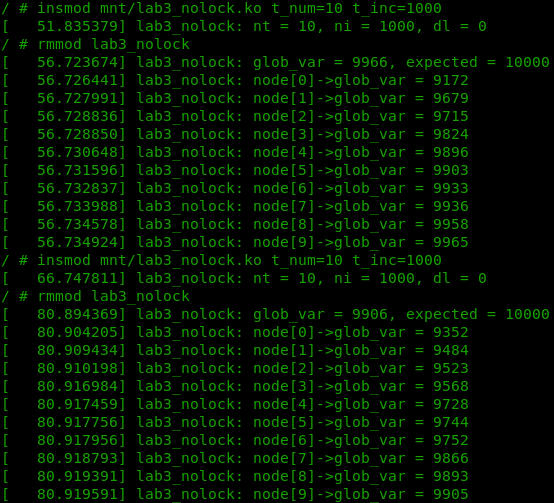 / # insmod mnt/lab3_nolock.ko t_num=10 t_inc=1000
[   51.835379] lab3_nolock: nt = 10, ni = 1000, dl = 0
/ # rmmod lab3_nolock
[   56.723674] lab3_nolock: glob_var = 9966, expected = 10000
[   56.726441] lab3_nolock: node[0]->glob_var = 9172
[   56.727991] lab3_nolock: node[1]->glob_var = 9679
[   56.728836] lab3_nolock: node[2]->glob_var = 9715
[   56.728850] lab3_nolock: node[3]->glob_var = 9824
[   56.730648] lab3_nolock: node[4]->glob_var = 9896
[   56.731596] lab3_nolock: node[5]->glob_var = 9903
[   56.732837] lab3_nolock: node[6]->glob_var = 9933
[   56.733988] lab3_nolock: node[7]->glob_var = 9936
[   56.734578] lab3_nolock: node[8]->glob_var = 9958
[   56.734924] lab3_nolock: node[9]->glob_var = 9965
/ # insmod mnt/lab3_nolock.ko t_num=10 t_inc=1000
[   66.747811] lab3_nolock: nt = 10, ni = 1000, dl = 0
/ # rmmod lab3_nolock
[   80.894369] lab3_nolock: glob_var = 9906, expected = 10000
[   80.904205] lab3_nolock: node[0]->glob_var = 9352
[   80.909434] lab3_nolock: node[1]->glob_var = 9484
[   80.910198] lab3_nolock: node[2]->glob_var = 9523
[   80.916984] lab3_nolock: node[3]->glob_var = 9568
[   80.917459] lab3_nolock: node[4]->glob_var = 9728
[   80.917756] lab3_nolock: node[5]->glob_var = 9744
[   80.917956] lab3_nolock: node[6]->glob_var = 9752
[   80.918793] lab3_nolock: node[7]->glob_var = 9866
[   80.919391] lab3_nolock: node[8]->glob_var = 9893
[   80.919591] lab3_nolock: node[9]->glob_var = 9905